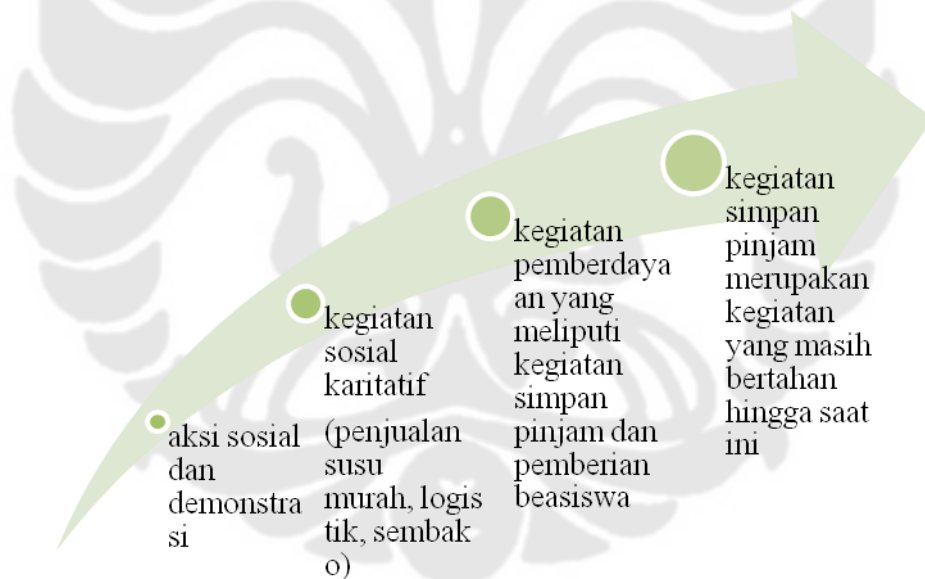 aksi sosial
dan
demonstra
si
kegiatan
sosial
karitatif
(penjualan
susu
murah, logis
tik, sembak
o)
kegiatan
pemberdaya
an yang
meliputi
kegiatan
simpan
pinjam dan
pemberian
beasiswa
kegiatan
simpan
pinjam
merupakan
kegiatan
yang masih
bertahan
hingga saat
ini